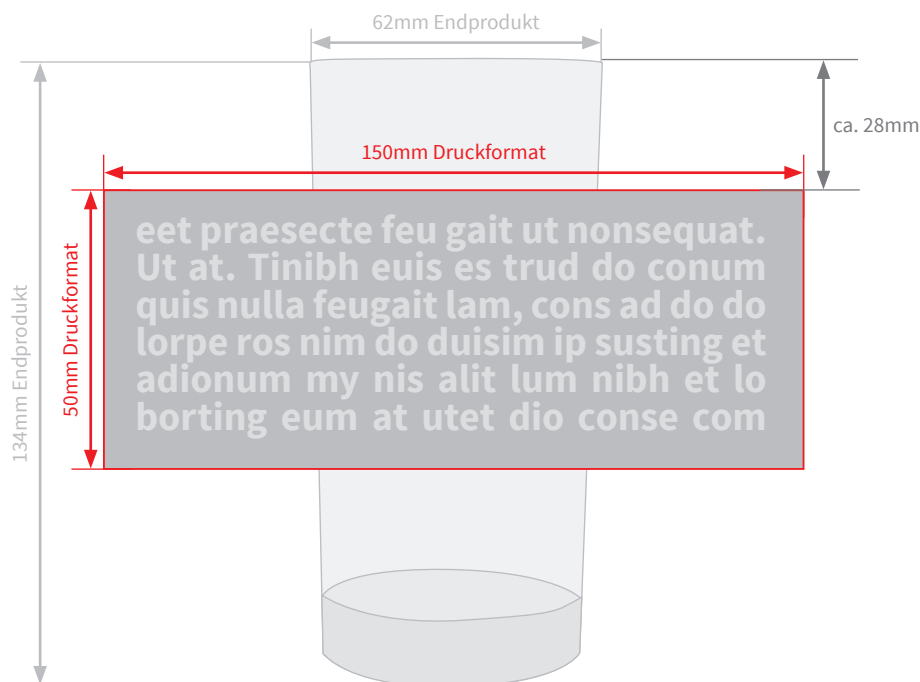 62mm Endprodukt
ca. 28mm
150mm Druckformat
134mm Endprodukt
50mm Druckformat
eet praesecte feu gait ut nonsequat.
Ut at. Tinibh euis es trud do conum
quis nulla feugait lam, cons ad do do
lorpe ros nim do duisim ip susting et
adionum my nis alit lum nibh et lo
borting eum at utet dio conse com